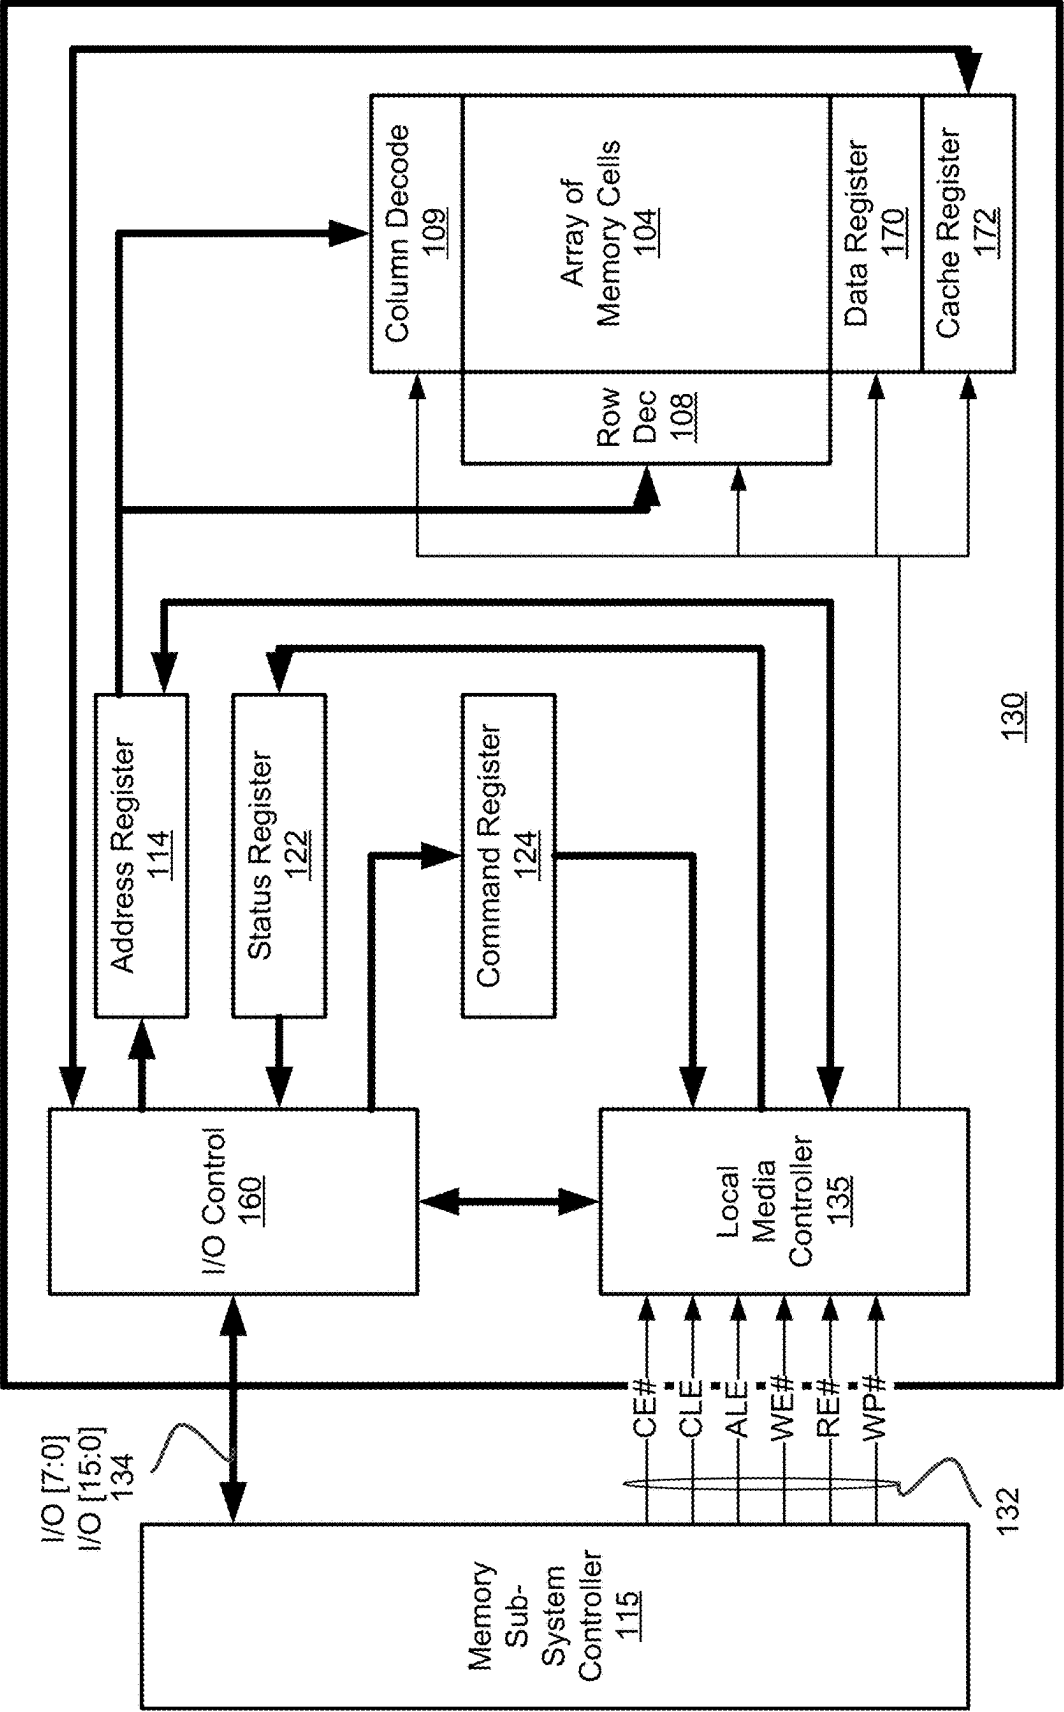 Memory
Sub-
System
Controller
115
I/O [7:0]
I/O [15:0]
134
CE#
CLE
ALE
WE#
RE#
WP#
132
I/O Control
160
Local
Media
Controller
135
Address Register
114
Status Register
122
Command Register
124
130
Row
Dec
108
Column Decode
109
Array of
Memory Cells
104
Data Register
170
Cache Register
172